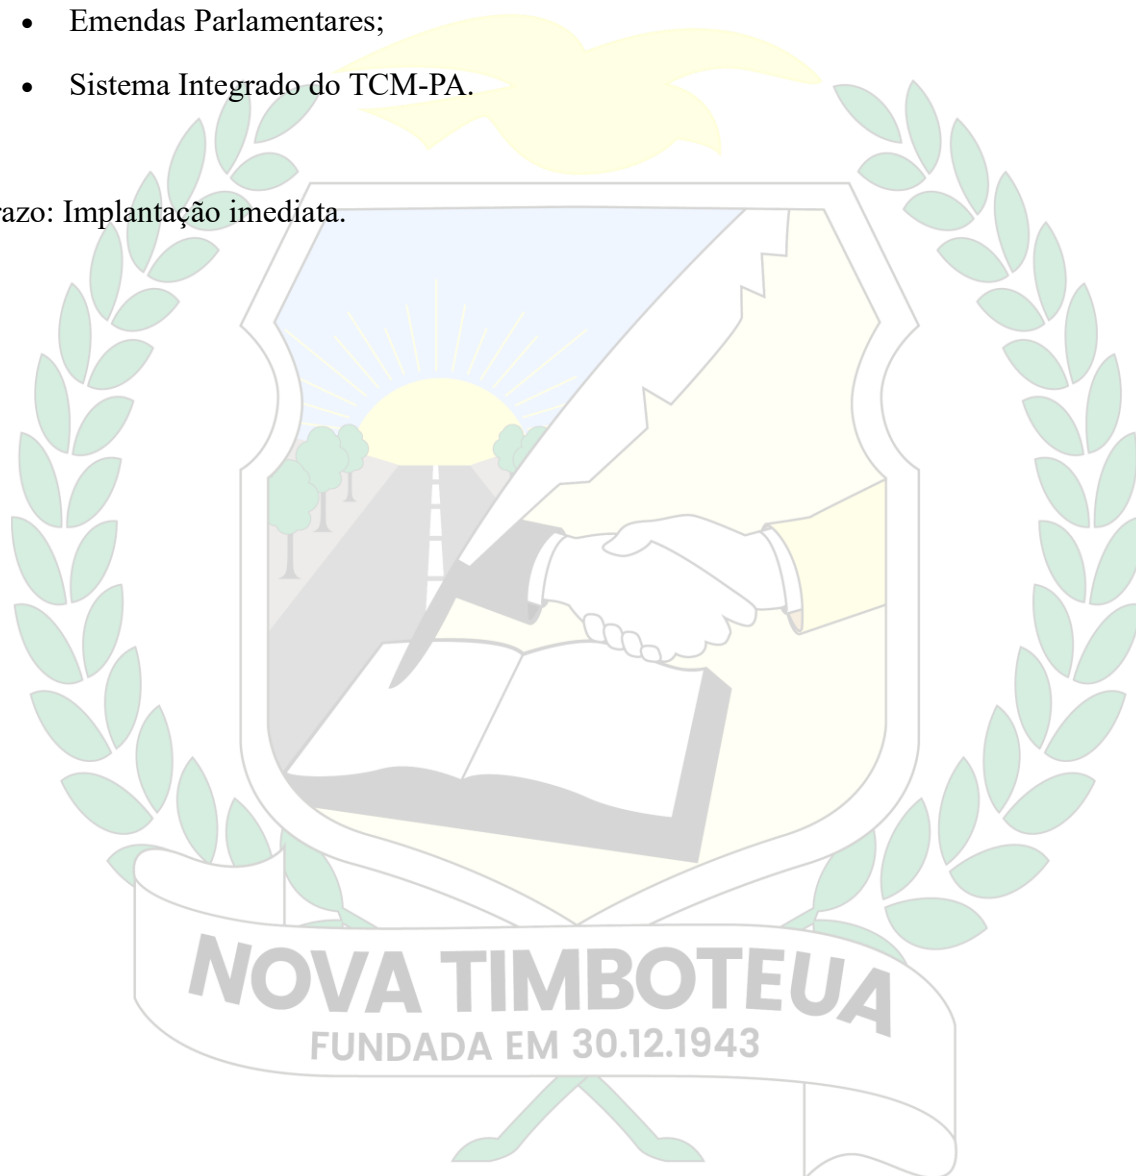 • Emendas Parlamentares;
• Sistema Integrado do TCM-PA.
razo: Implantação imediata.
NOVA TIMBOTEUA
FUNDADA EM 30.12.1943